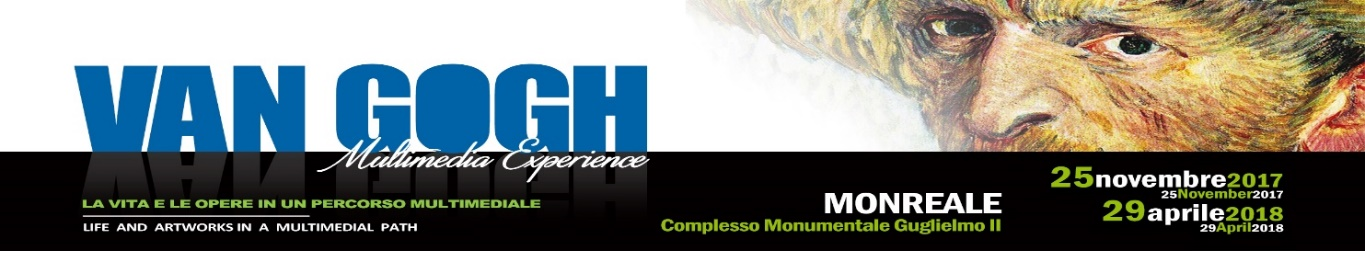 VAN GOGH
Multimedia Experience
LA VITA E LE OPERE IN UN PERCORSO MULTIMEDIALE
LIFE AND ARTWORKS IN A MULTIMEDIAL PATH
MONREALE
Complesso Monumentale Guglielmo II
25novembre2017
25November2017
29aprile2018
29April2018